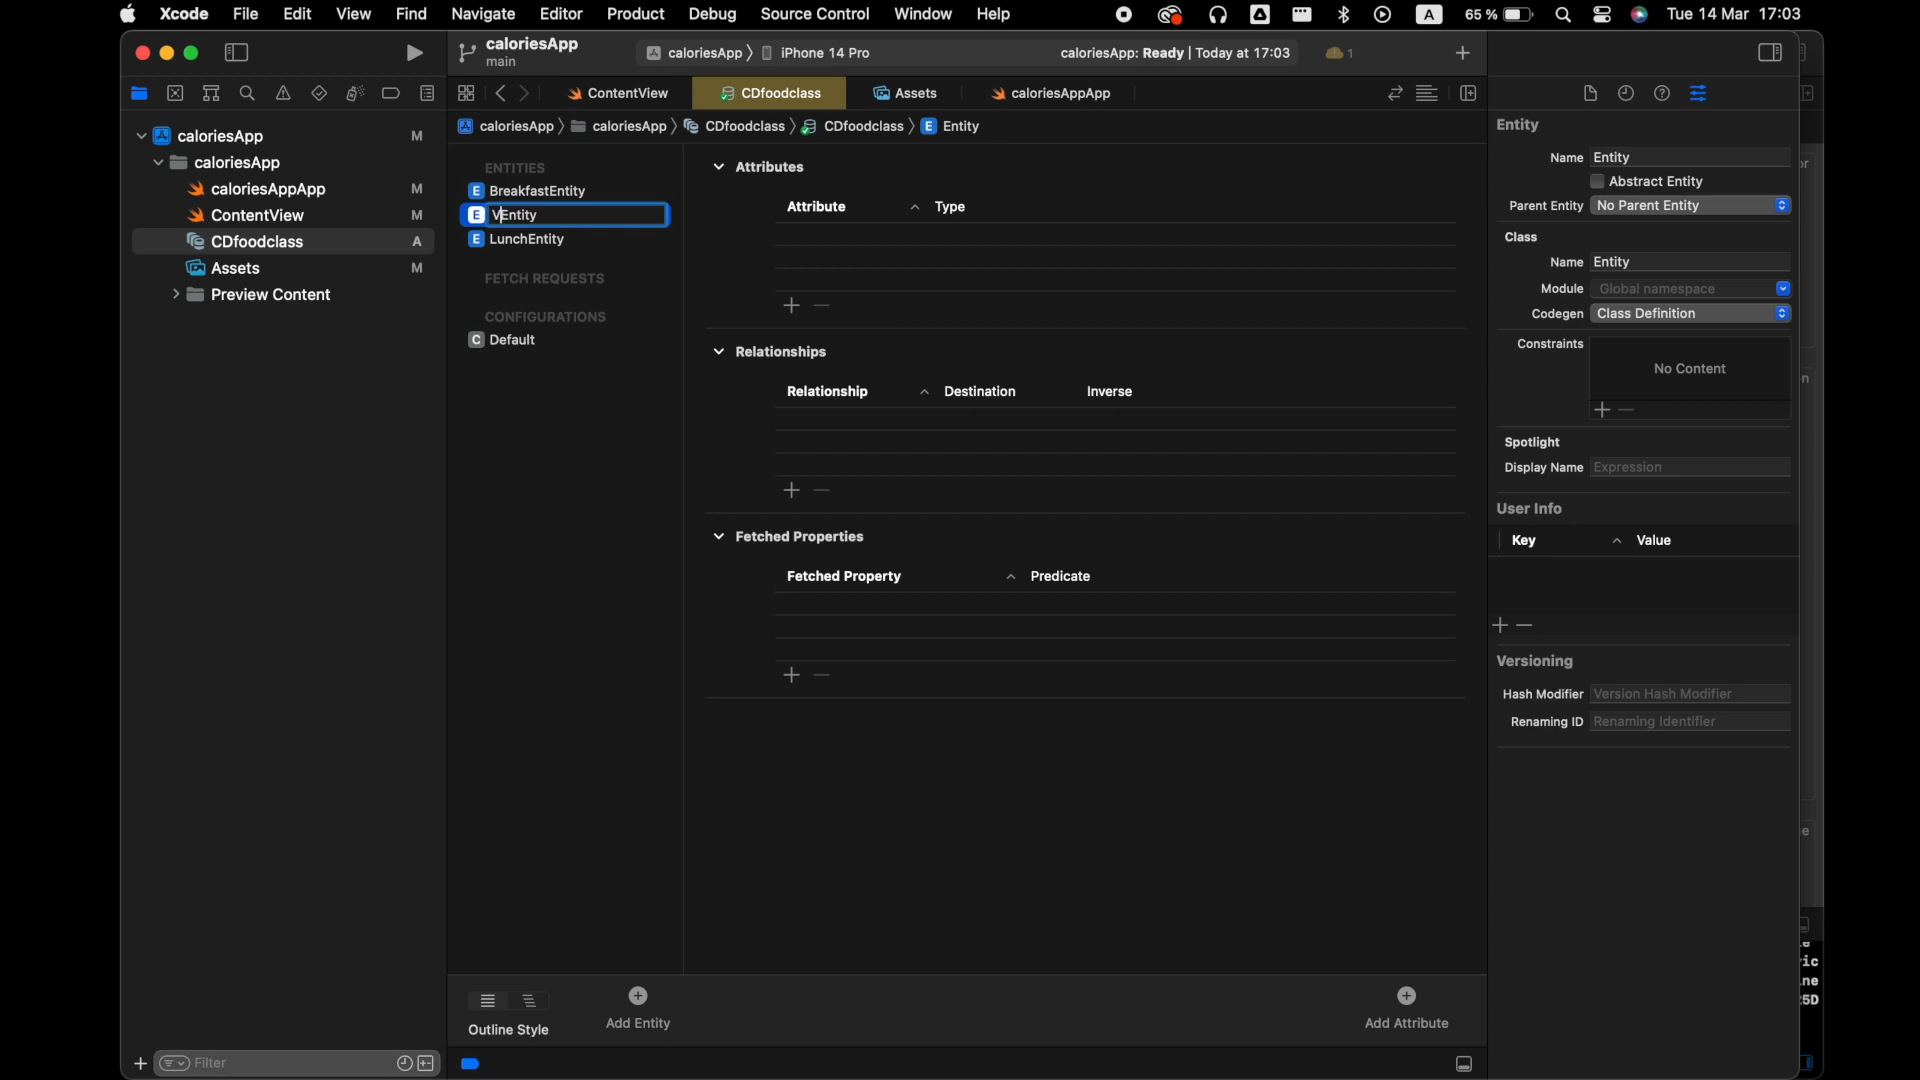 Xcode File Edit View Find Navigate Editor Product Debug Source Control Window Help A 65 % Tue 14 Mar 17:03
caloriesApp
main
caloriesApp iPhone 14 Pro caloriesApp: Ready | Today at 17:03 1
ContentView CDfoodclass Assets caloriesAppApp
caloriesApp caloriesApp CDfoodclass CDfoodclass E Entity
caloriesApp M
caloriesApp
caloriesAppApp M
ContentView M
CDfoodclass A
Assets M
Preview Content
ENTITIES
E BreakfastEntity
E VEntity
E LunchEntity
FETCH REQUESTS
CONFIGURATIONS
C Default
Attributes
Attribute Type
Relationships
Relationship Destination Inverse
Fetched Properties
Fetched Property Predicate
Entity
Name Entity
Abstract Entity
Parent Entity No Parent Entity
Class
Name Entity
Module Global namespace
Codegen Class Definition
Constraints
No Content
Spotlight
Display Name Expression
User Info
Key Value
Versioning
Hash Modifier Version Hash Modifier
Renaming ID Renaming Identifier
Outline Style
Add Entity
Add Attribute
Filter